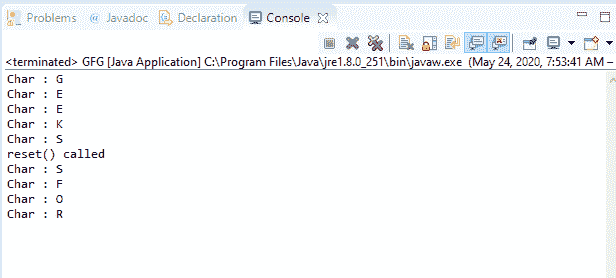 Problems @ Javadoc Declaration Console
<terminated> GFG [Java Application] C:\Program Files\Java\jre1.8.0_251\bin\javaw.exe (May 24, 2020, 7:53:41 AM –
Char : G
Char : E
Char : E
Char : K
Char : S
reset() called
Char : S
Char : F
Char : O
Char : R